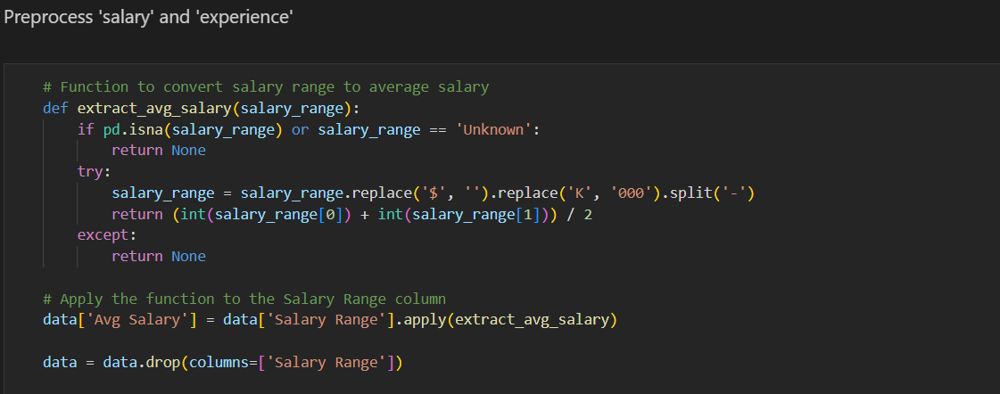 Preprocess 'salary' and 'experience'
# Function to convert salary range to average salary
def extract_avg_salary(salary_range):
    if pd.isna(salary_range) or salary_range == 'Unknown':
        return None
    try:
        salary_range = salary_range.replace('$', '').replace('K', '000').split('-')
        return (int(salary_range[0]) + int(salary_range[1])) / 2
    except:
        return None
# Apply the function to the Salary Range column
data['Avg Salary'] = data['Salary Range'].apply(extract_avg_salary)
data = data.drop(columns=['Salary Range'])